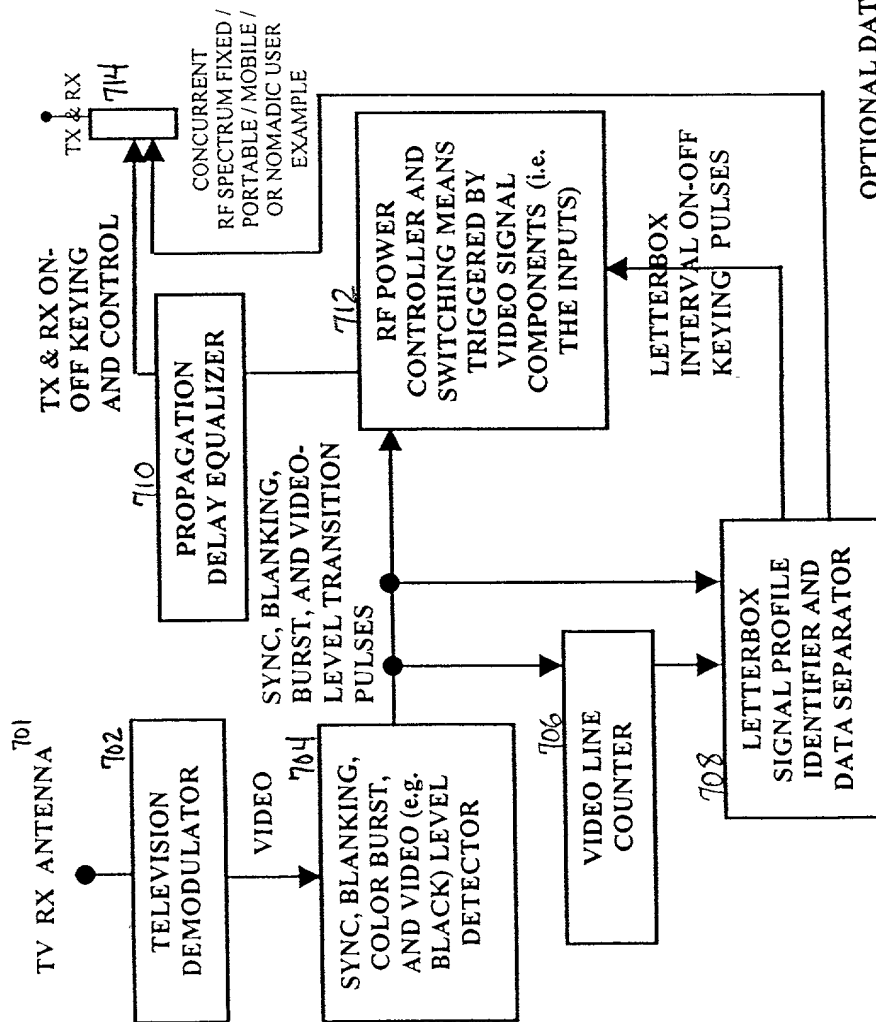 TV RX ANTENNA 701
702
TELEVISION
DEMODULATOR
VIDEO
704
SYNC, BLANKING,
COLOR BURST,
AND VIDEO (e.g.
BLACK) LEVEL
DETECTOR
SYNC, BLANKING,
BURST, AND VIDEO-
LEVEL TRANSITION
PULSES
706
VIDEO LINE
COUNTER
708
LETTERBOX
SIGNAL PROFILE
IDENTIFIER AND
DATA SEPARATOR
710
PROPAGATION
DELAY EQUALIZER
TX & RX ON-
OFF KEYING
AND CONTROL
712
RF POWER
CONTROLLER AND
SWITCHING MEANS
TRIGGERED BY
VIDEO SIGNAL
COMPONENTS (i.e.
THE INPUTS)
LETTERBOX
INTERVAL ON-OFF
KEYING PULSES
TX & RX
714
CONCURRENT
RF SPECTRUM FIXED /
PORTABLE / MOBILE /
OR NOMADIC USER
EXAMPLE
OPTIONAL DAT